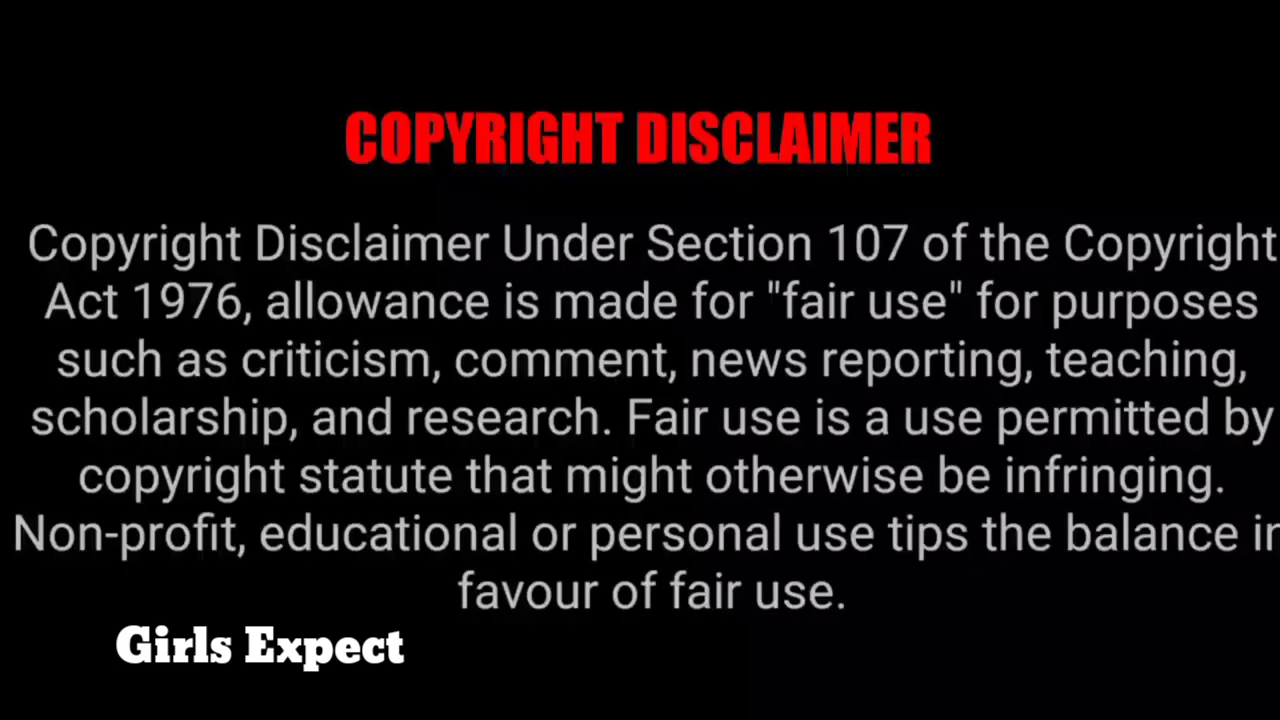 COPYRIGHT DISCLAIMER
Copyright Disclaimer Under Section 107 of the Copyright
Act 1976, allowance is made for "fair use" for purposes
such as criticism, comment, news reporting, teaching,
scholarship, and research. Fair use is a use permitted by
copyright statute that might otherwise be infringing.
Non-profit, educational or personal use tips the balance in
favour of fair use.
Girls Expect